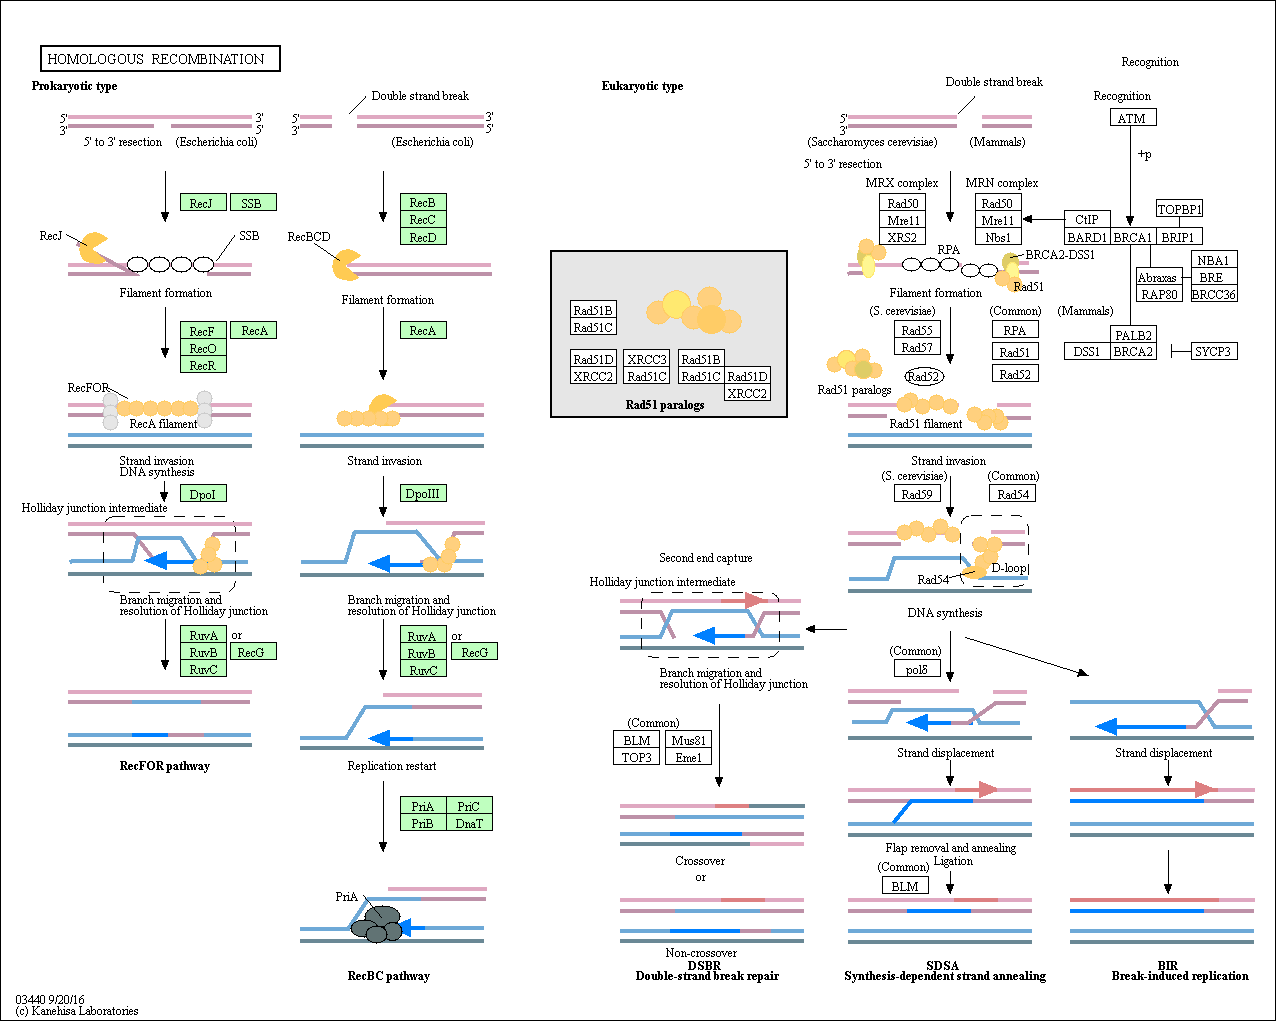 HOMOLOGOUS RECOMBINATION
Prokaryotic type
Double strand break
5'
3'
3'
5'
5' to 3' resection
(Escherichia coli)
5'
3'
3'
5'
(Escherichia coli)
RecJ
SSB
RecB
RecC
RecD
RecJ
SSB
RecBCD
Filament formation
Filament formation
RecF
RecA
RecO
RecR
RecA
RecFOR
RecA filament
Strand invasion
DNA synthesis
Strand invasion
DpoI
DpoIII
Holliday junction intermediate
Branch migration and
resolution of Holliday junction
Branch migration and
resolution of Holliday junction
RuvA
or
RuvB
RecG
RuvC
RuvA
or
RuvB
RecG
RuvC
RecFOR pathway
Replication restart
PriA
PriC
PriB
DnaT
PriA
RecBC pathway
Eukaryotic type
Double strand break
Recognition
Recognition
ATM
+p
5'
3'
(Saccharomyces cerevisiae)
(Mammals)
5' to 3' resection
MRX complex
MRN complex
Rad50
Mre11
XRS2
Rad50
Mre11
Nbs1
CtIP
TOPBP1
BARD1
BRCA1
BRIP1
RPA
BRCA2-DSS1
Rad51
NBA1
Abraxas
BRE
RAP80
BRCC36
Filament formation
(S. cerevisiae)
(Common)
(Mammals)
Rad55
Rad57
RPA
Rad51
Rad52
PALB2
DSS1
BRCA2
SYCP3
Rad52
Rad51 paralogs
Rad51 filament
Rad51B
Rad51C
Rad51D
XRCC2
XRCC3
Rad51C
Rad51B
Rad51C
Rad51D
XRCC2
Rad51 paralogs
Strand invasion
(S. cerevisiae)
(Common)
Rad59
Rad54
D-loop
Rad54
Second end capture
Holliday junction intermediate
DNA synthesis
Branch migration and
resolution of Holliday junction
(Common)
polδ
(Common)
BLM
TOP3
Mus81
Eme1
Strand displacement
Strand displacement
Crossover
or
Non-crossover
Flap removal and annealing
Ligation
(Common)
BLM
DSBR
Double-strand break repair
SDSA
Synthesis-dependent strand annealing
BIR
Break-induced replication
03440 9/20/16
(c) Kanehisa Laboratories